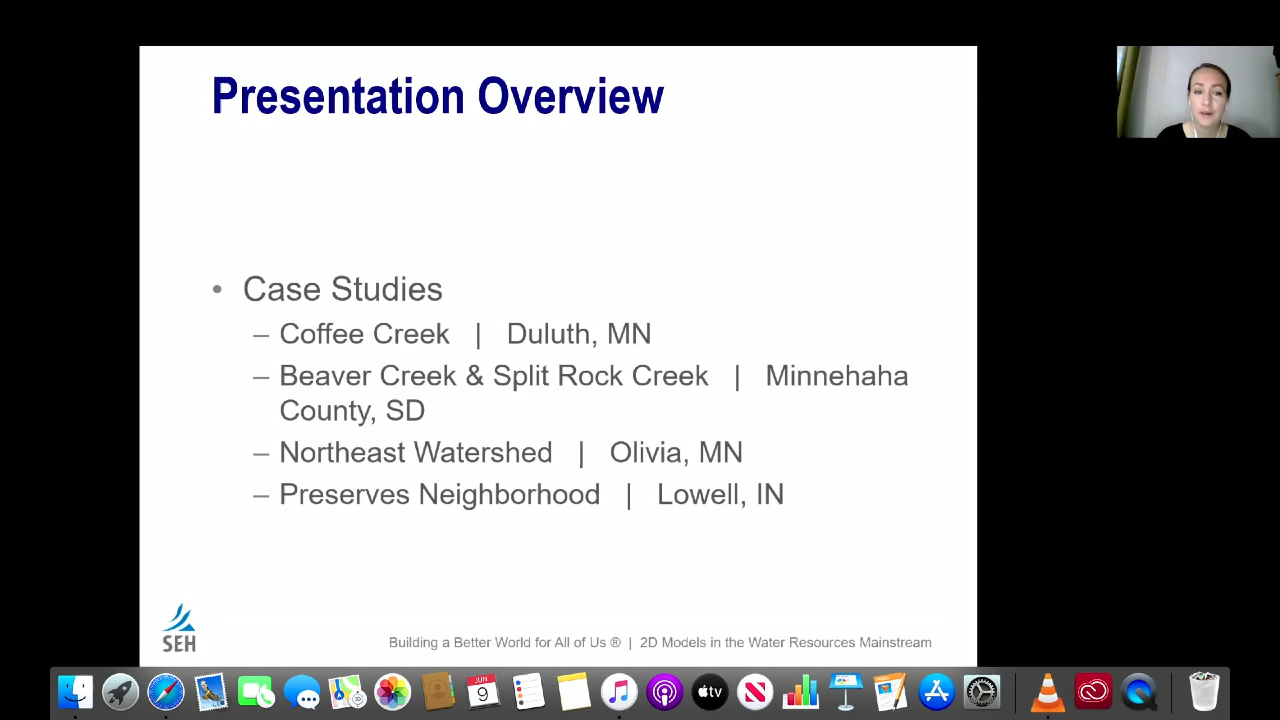 Presentation Overview
• Case Studies
– Coffee Creek | Duluth, MN
– Beaver Creek & Split Rock Creek | Minnehaha
County, SD
– Northeast Watershed | Olivia, MN
– Preserves Neighborhood | Lowell, IN
SEH
Building a Better World for All of Us ® | 2D Models in the Water Resources Mainstream
JUN
9
tv